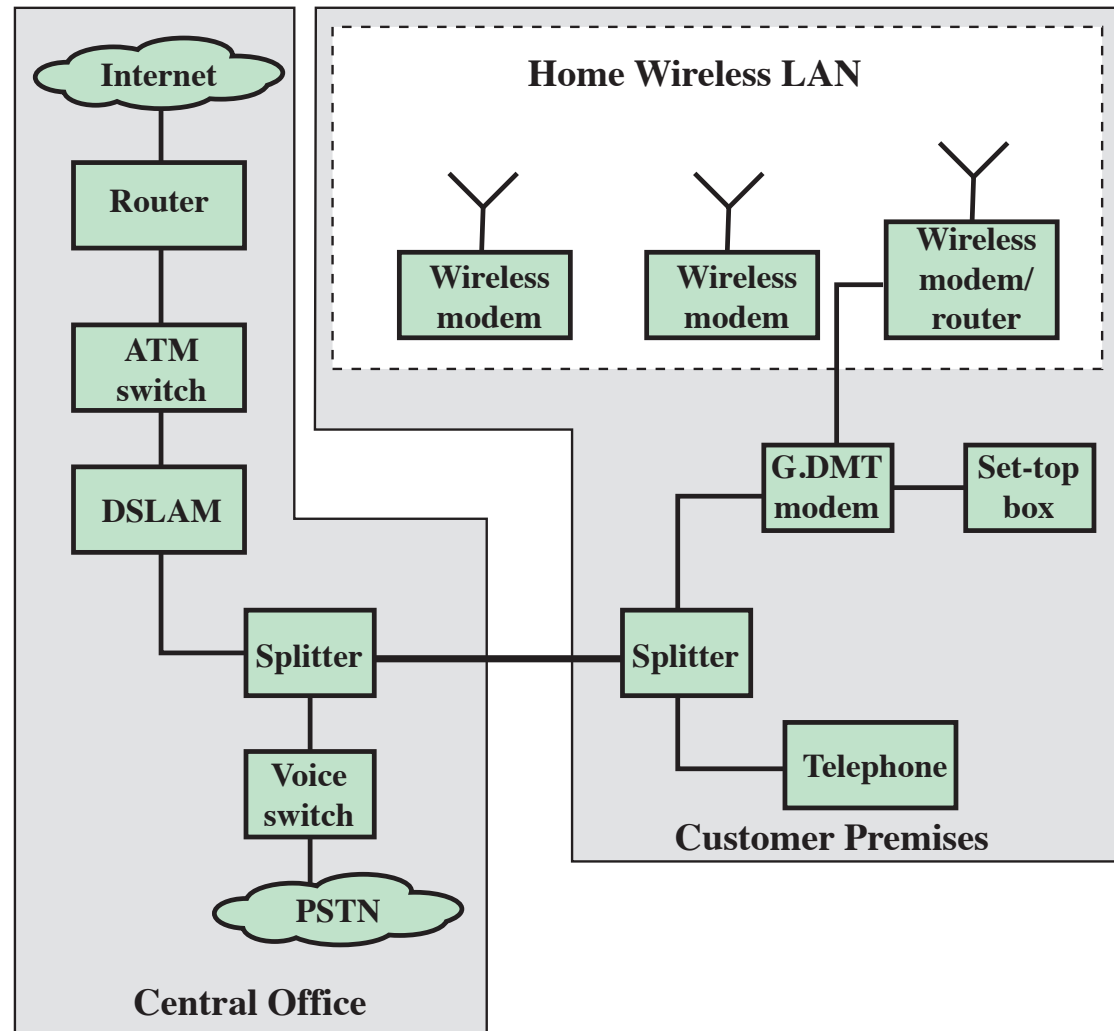 Internet
Router
ATM
switch
DSLAM
Splitter
Voice
switch
PSTN
Central Office
Home Wireless LAN
Wireless
modem
Wireless
modem
Wireless
modem/
router
G.DMT
modem
Set-top
box
Splitter
Telephone
Customer Premises